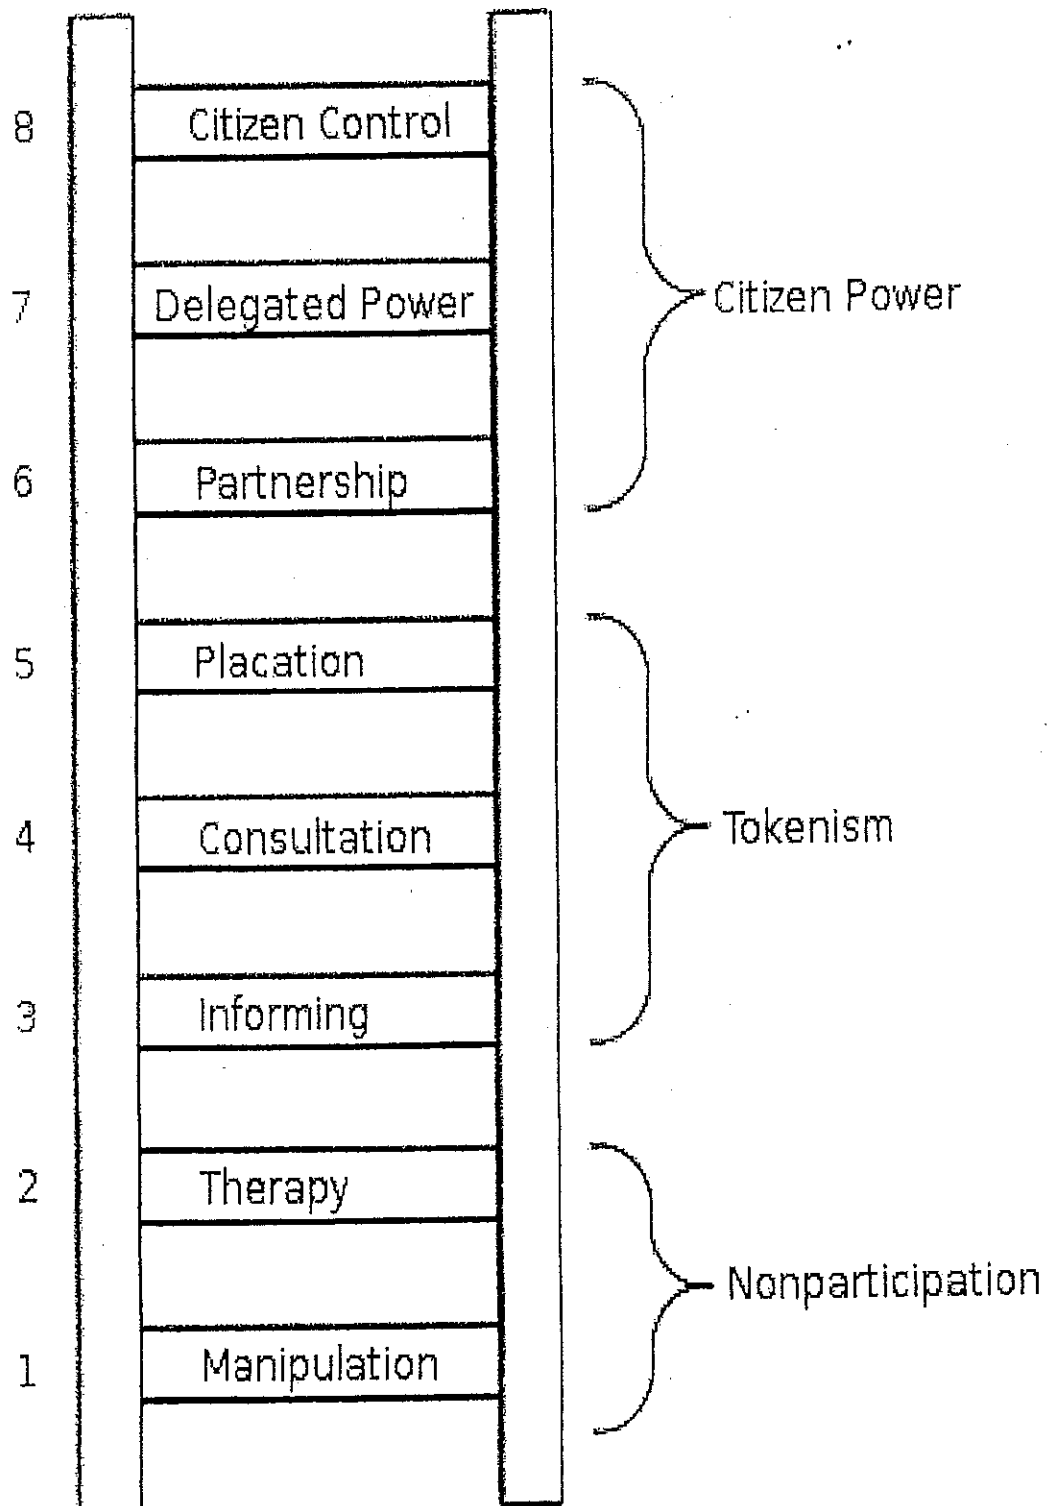 8 Citizen Control
7 Delegated Power
Citizen Power
6 Partnership
5 Placation
4 Consultation
Tokenism
3 Informing
2 Therapy
Nonparticipation
1 Manipulation